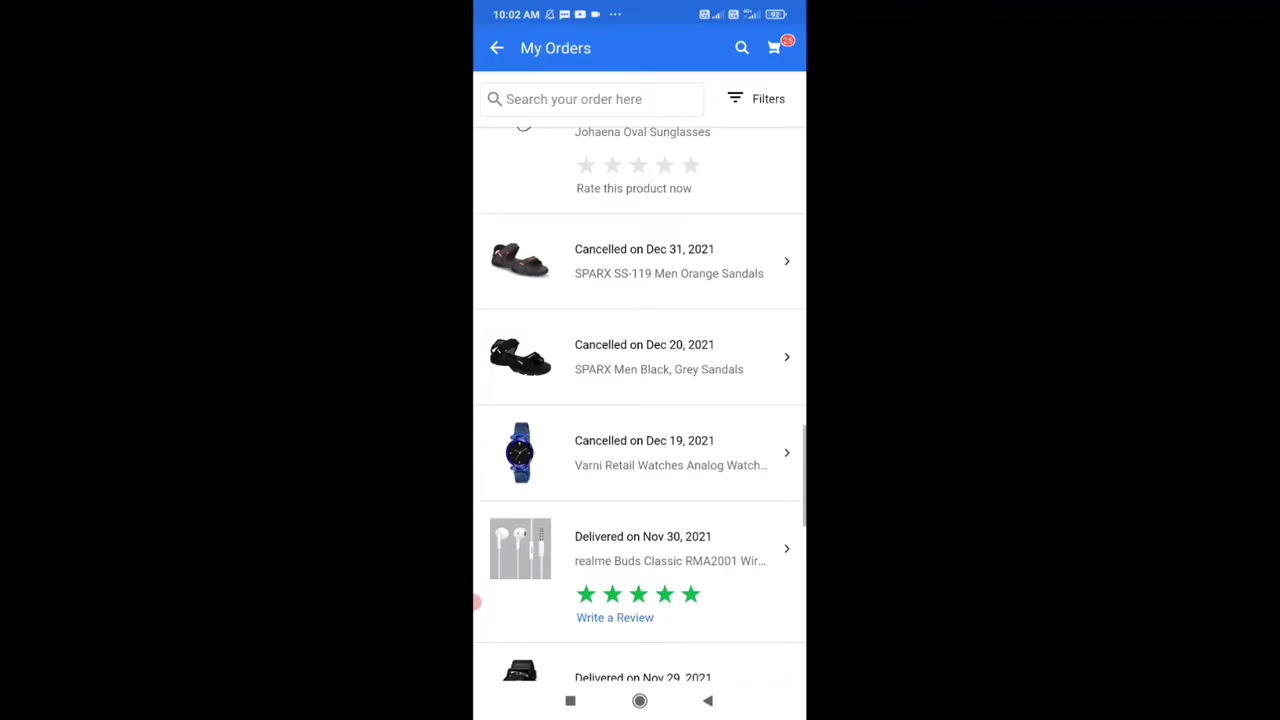 10:02 AM
92
My Orders
25
Search your order here
Filters
Johaena Oval Sunglasses
Rate this product now
Cancelled on Dec 31, 2021
SPARX SS-119 Men Orange Sandals
Cancelled on Dec 20, 2021
SPARX Men Black, Grey Sandals
Cancelled on Dec 19, 2021
Varni Retail Watches Analog Watch...
Delivered on Nov 30, 2021
realme Buds Classic RMA2001 Wir...
Write a Review
Delivered on Nov 29, 2021